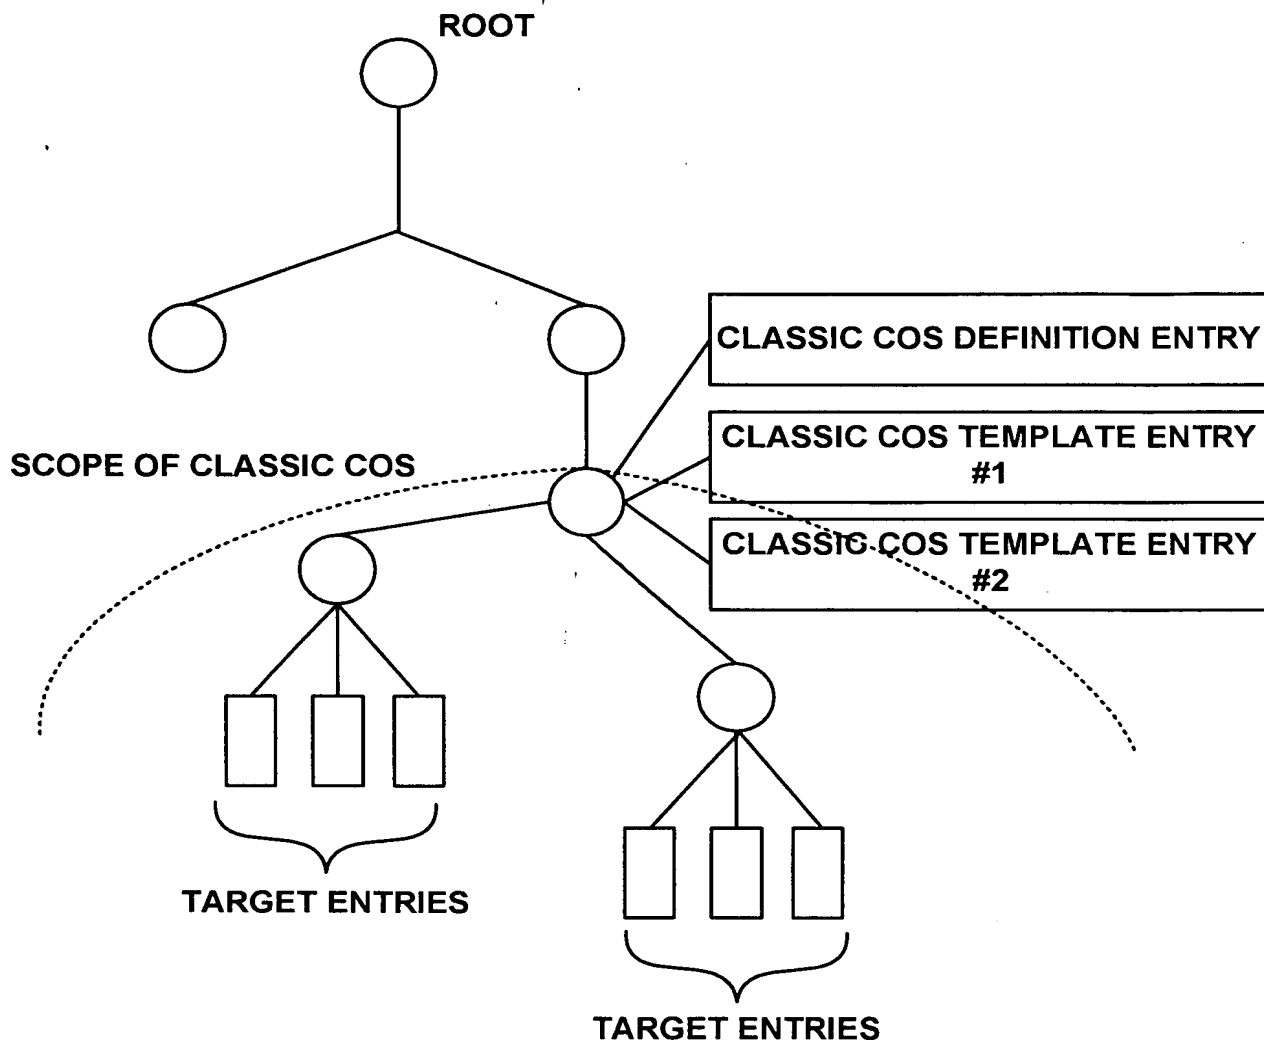 ROOT
CLASSIC COS DEFINITION ENTRY
SCOPE OF CLASSIC COS
CLASSIC COS TEMPLATE ENTRY
#1
CLASSIC COS TEMPLATE ENTRY
#2
TARGET ENTRIES
TARGET ENTRIES